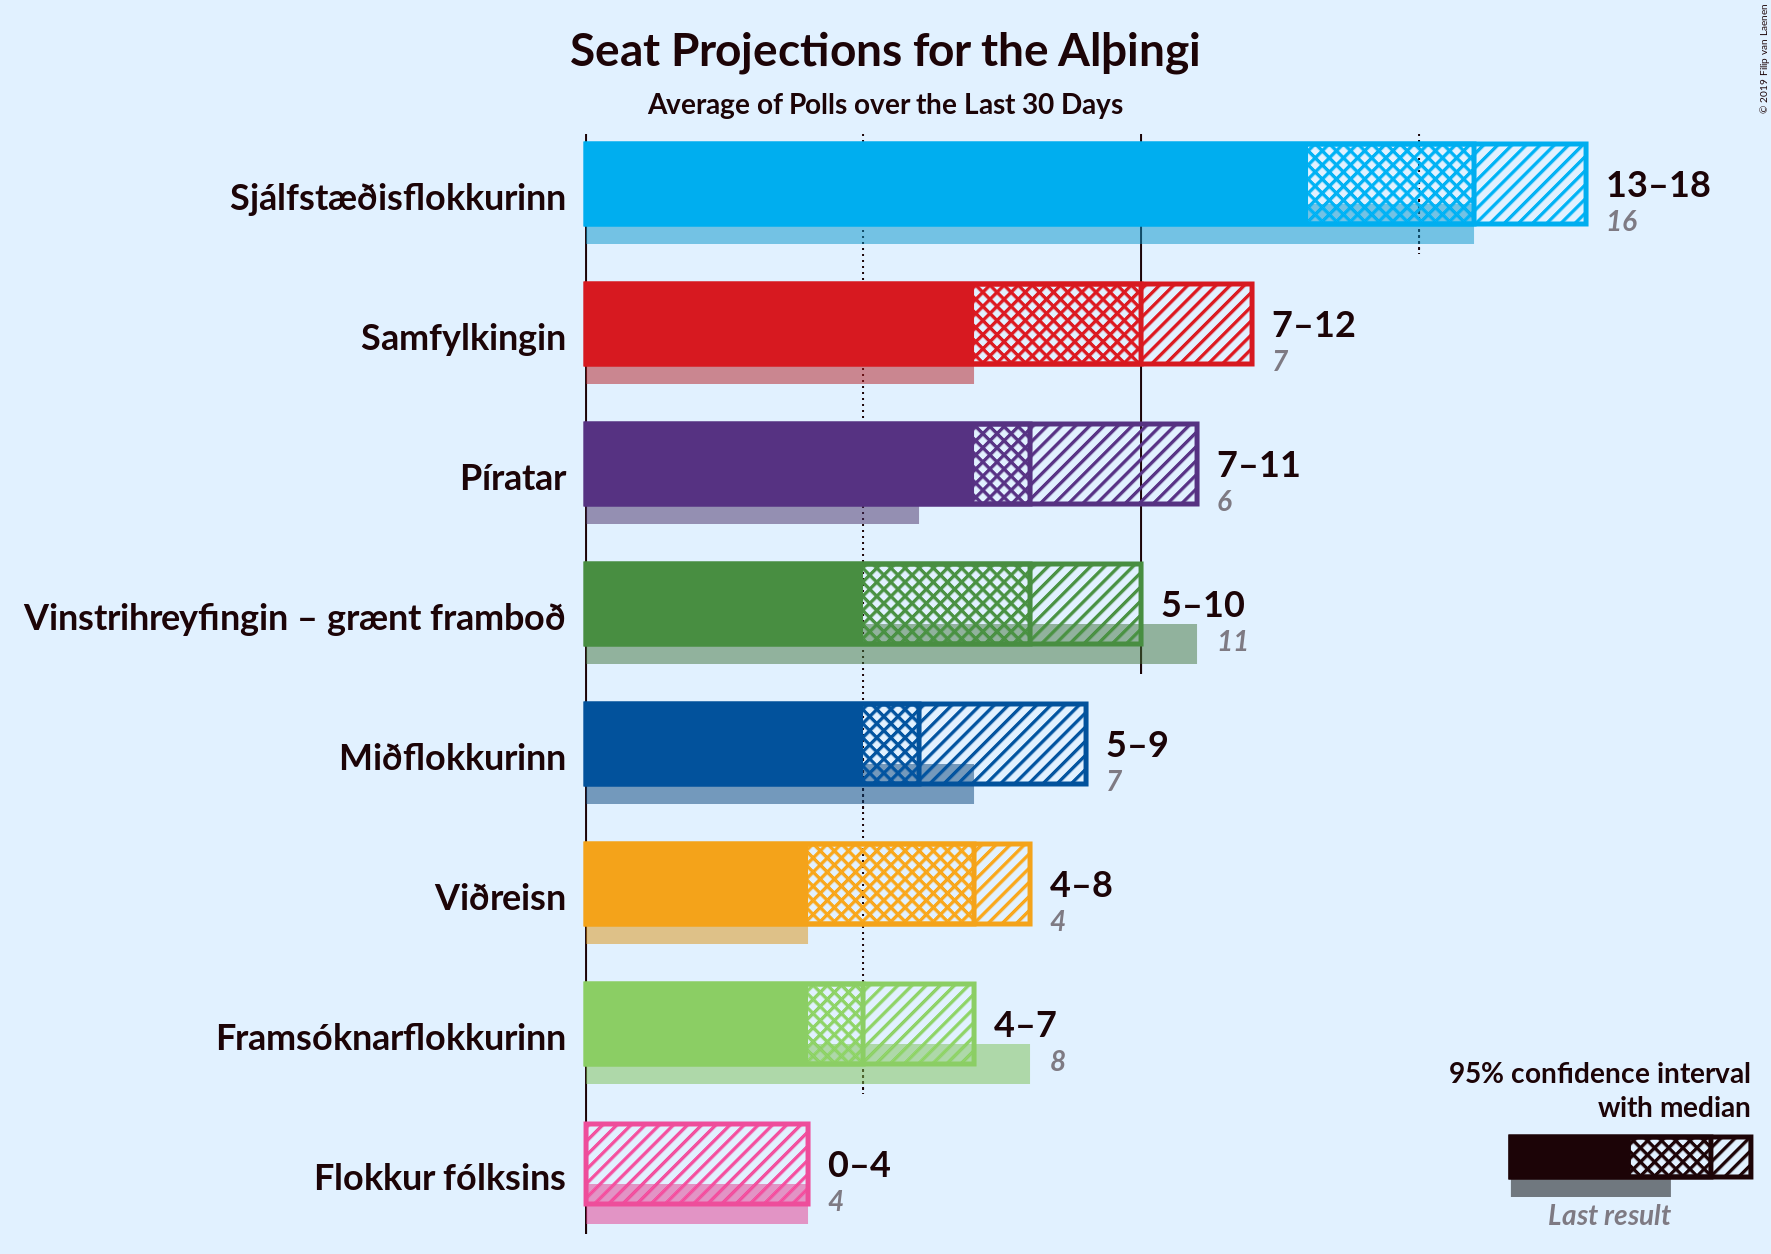 Seat Projections for the Alþingi
Average of Polls over the Last 30 Days
© 2019 Filip van Laenen
Sjálfstæðisflokkurinn
13–18
16
Samfylkingin
7–12
7
Píratar
7–11
6
Vinstrihreyfingin – grænt framboð
5–10
11
Miðflokkurinn
5–9
7
Viðreisn
4–8
4
Framsóknarflokkurinn
4–7
8
Flokkur fólksins
0–4
4
95% confidence interval
with median
Last result